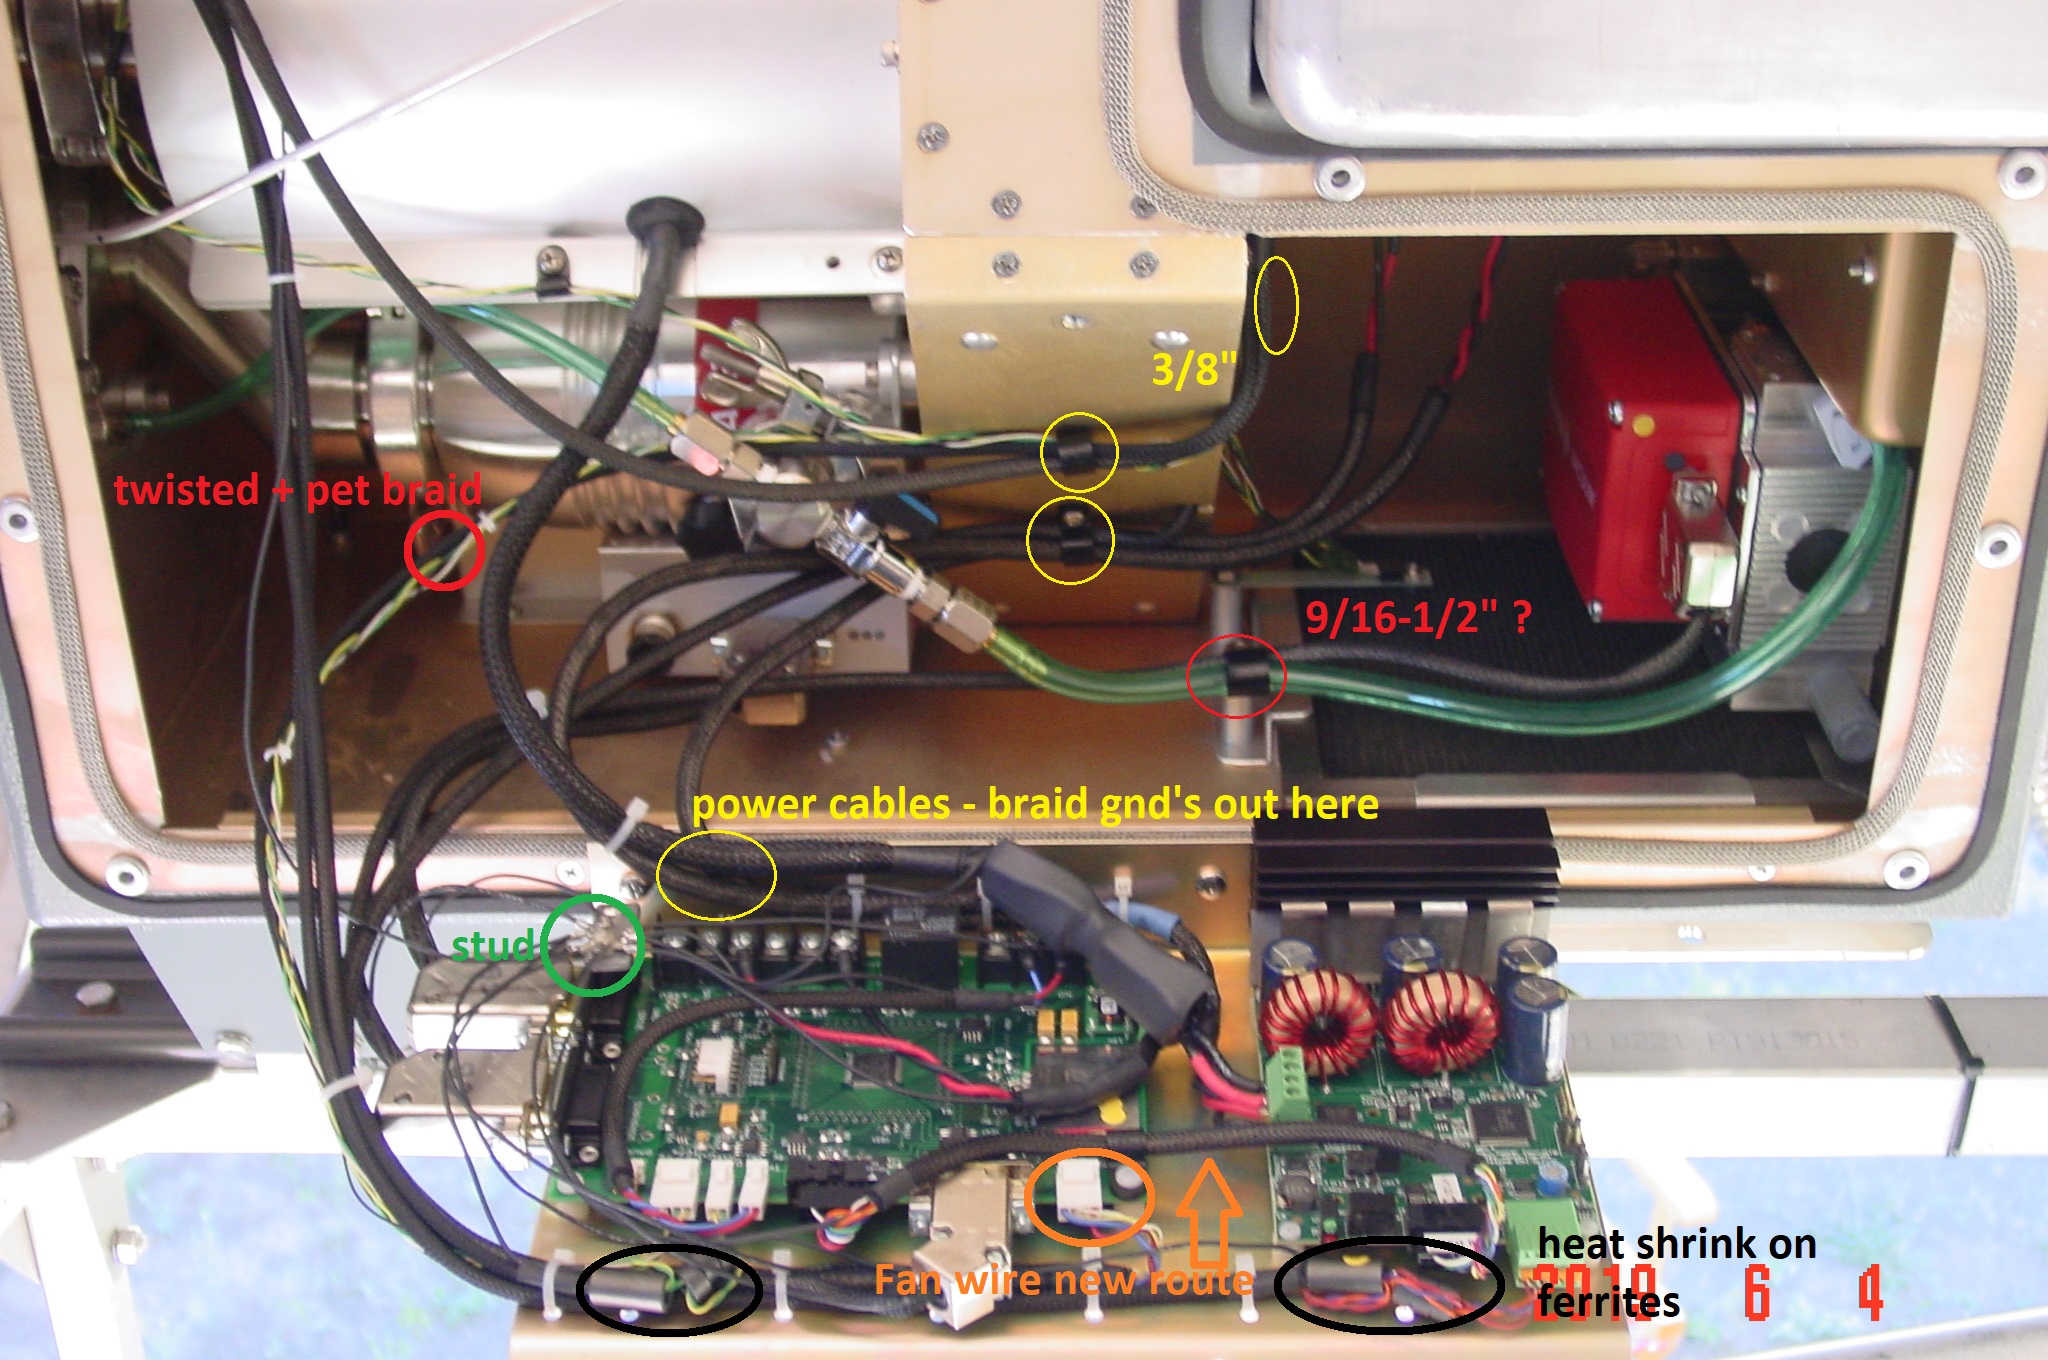 3/8"
twisted + pet braid
9/16-1/2" ?
power cables - braid gnd's out here
stud
heat shrink on
Fan wire new route
ferrites
2019 6 4